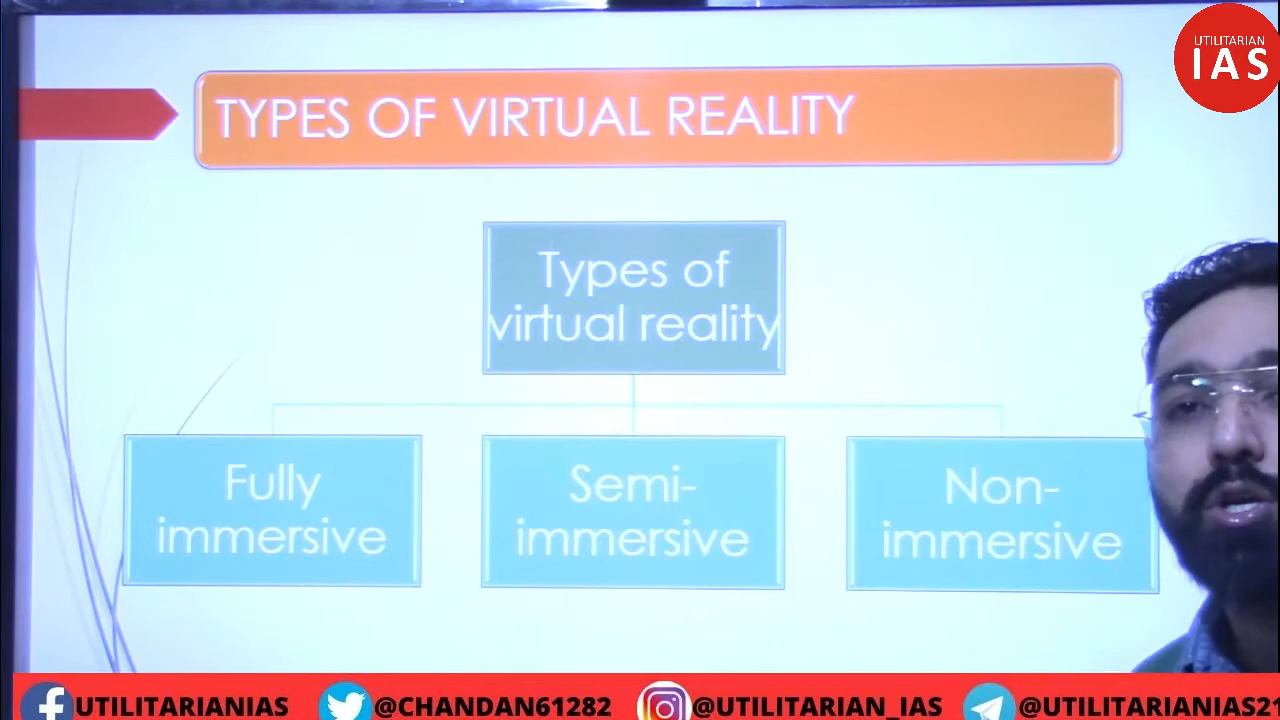 UTILITARIAN
IAS
TYPES OF VIRTUAL REALITY
Types of
virtual reality
Fully
immersive
Semi-
immersive
Non-
immersive
UTILITARIANIAS
@CHANDAN61282
@UTILITARIAN_IAS
@UTILITARIANIAS21